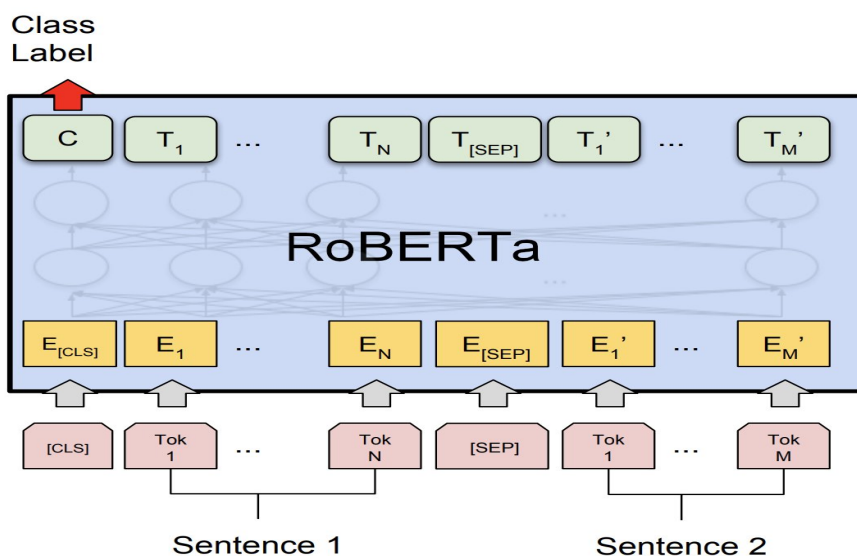 Class
Label
C T1 ... TN T[SEP] T1’ ... TM’
...
RoBERTa
...
E[CLS] E1 ... EN E[SEP] E1’ ... EM’
[CLS] Tok 1 ... Tok N [SEP] Tok 1 ... Tok M
Sentence 1 Sentence 2